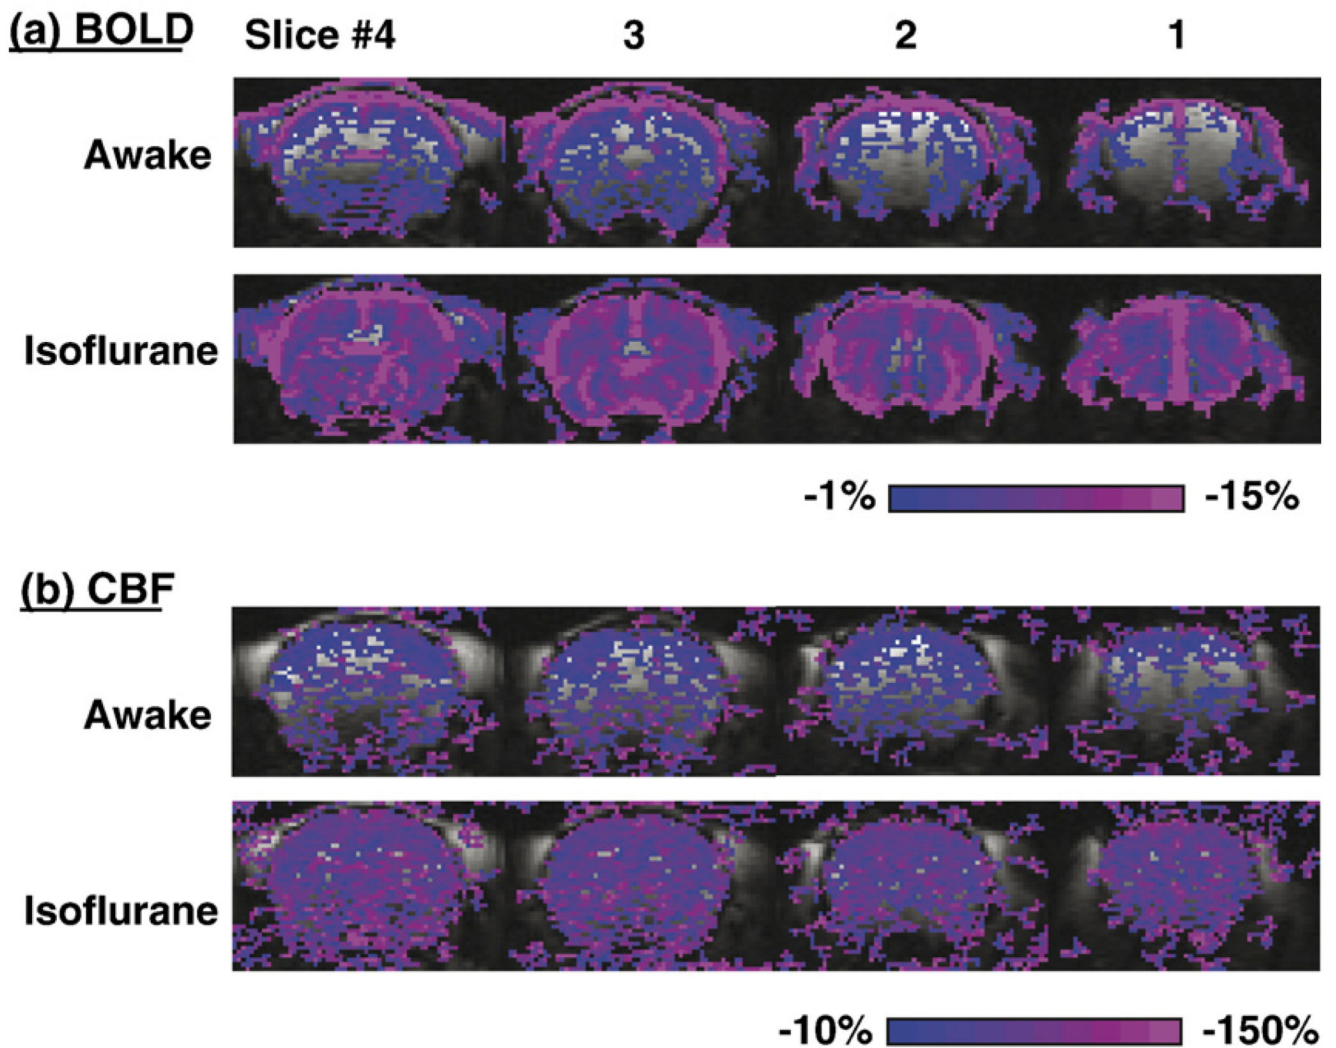 (a) BOLD Slice #4 3 2 1
Awake
Isoflurane
-1% -15%
(b) CBF
Awake
Isoflurane
-10% -150%